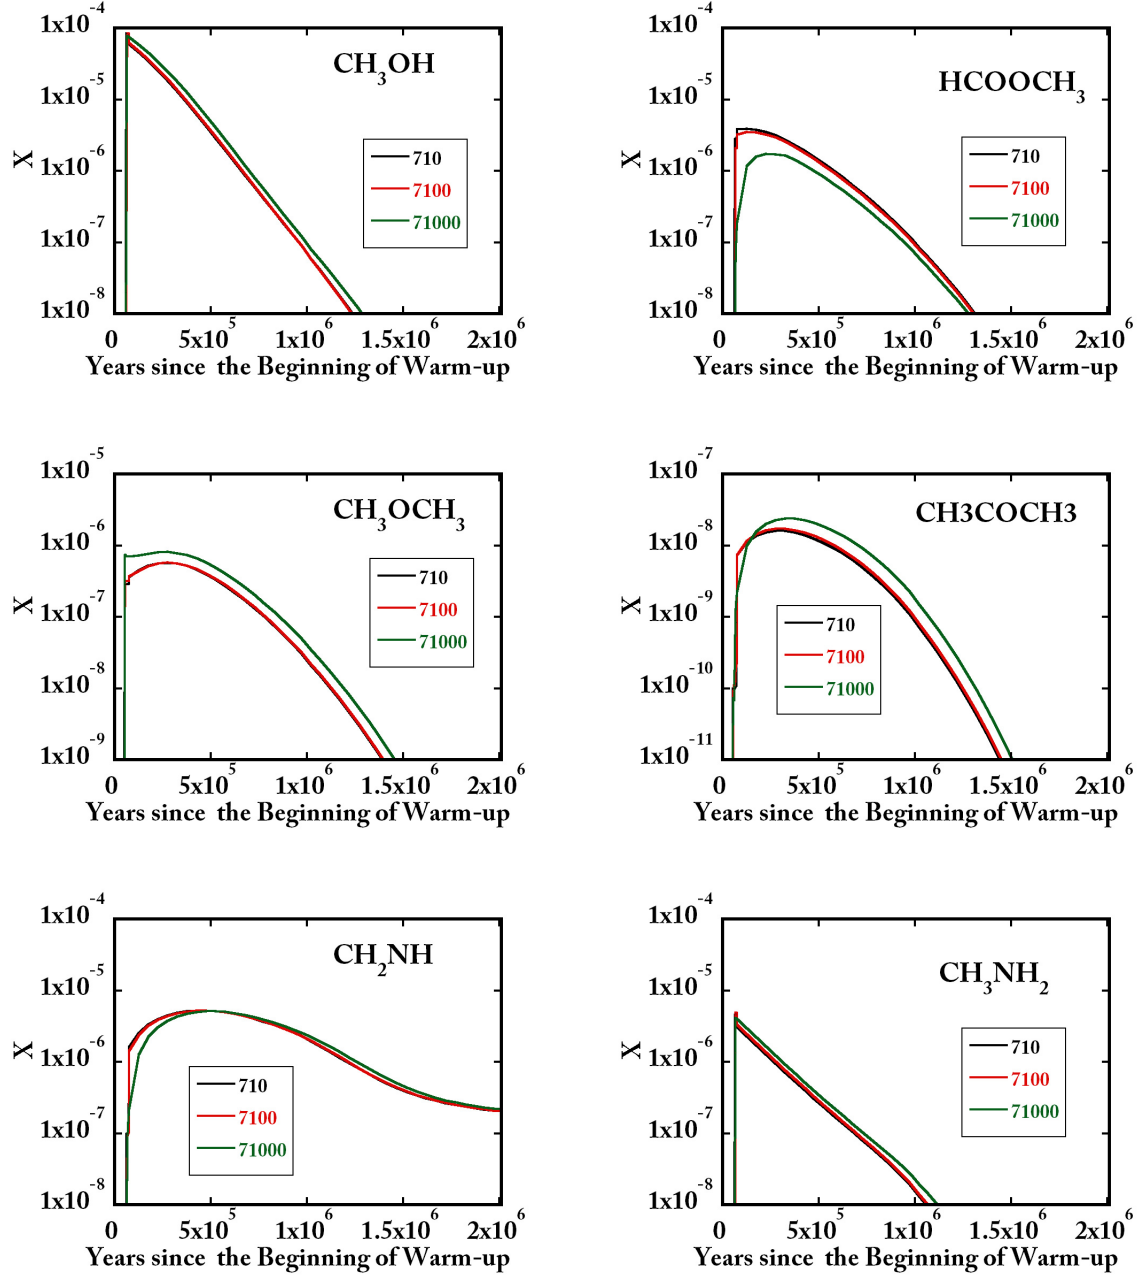 CH₃OH
1x10⁻⁴
1x10⁻⁵
1x10⁻⁶
1x10⁻⁷
1x10⁻⁸
X
710
7100
71000
0 5x10⁵ 1x10⁶ 1.5x10⁶ 2x10⁶
Years since the Beginning of Warm-up
HCOOCH₃
1x10⁻⁴
1x10⁻⁵
1x10⁻⁶
1x10⁻⁷
1x10⁻⁸
X
710
7100
71000
0 5x10⁵ 1x10⁶ 1.5x10⁶ 2x10⁶
Years since the Beginning of Warm-up
CH₃OCH₃
1x10⁻⁵
1x10⁻⁶
1x10⁻⁷
1x10⁻⁸
1x10⁻⁹
X
710
7100
71000
0 5x10⁵ 1x10⁶ 1.5x10⁶ 2x10⁶
Years since the Beginning of Warm-up
CH3COCH3
1x10⁻⁷
1x10⁻⁸
1x10⁻⁹
1x10⁻¹⁰
1x10⁻¹¹
X
710
7100
71000
0 5x10⁵ 1x10⁶ 1.5x10⁶ 2x10⁶
Years since the Beginning of Warm-up
CH₂NH
1x10⁻⁴
1x10⁻⁵
1x10⁻⁶
1x10⁻⁷
1x10⁻⁸
X
710
7100
71000
0 5x10⁵ 1x10⁶ 1.5x10⁶ 2x10⁶
Years since the Beginning of Warm-up
CH₃NH₂
1x10⁻⁴
1x10⁻⁵
1x10⁻⁶
1x10⁻⁷
1x10⁻⁸
X
710
7100
71000
0 5x10⁵ 1x10⁶ 1.5x10⁶ 2x10⁶
Years since the Beginning of Warm-up